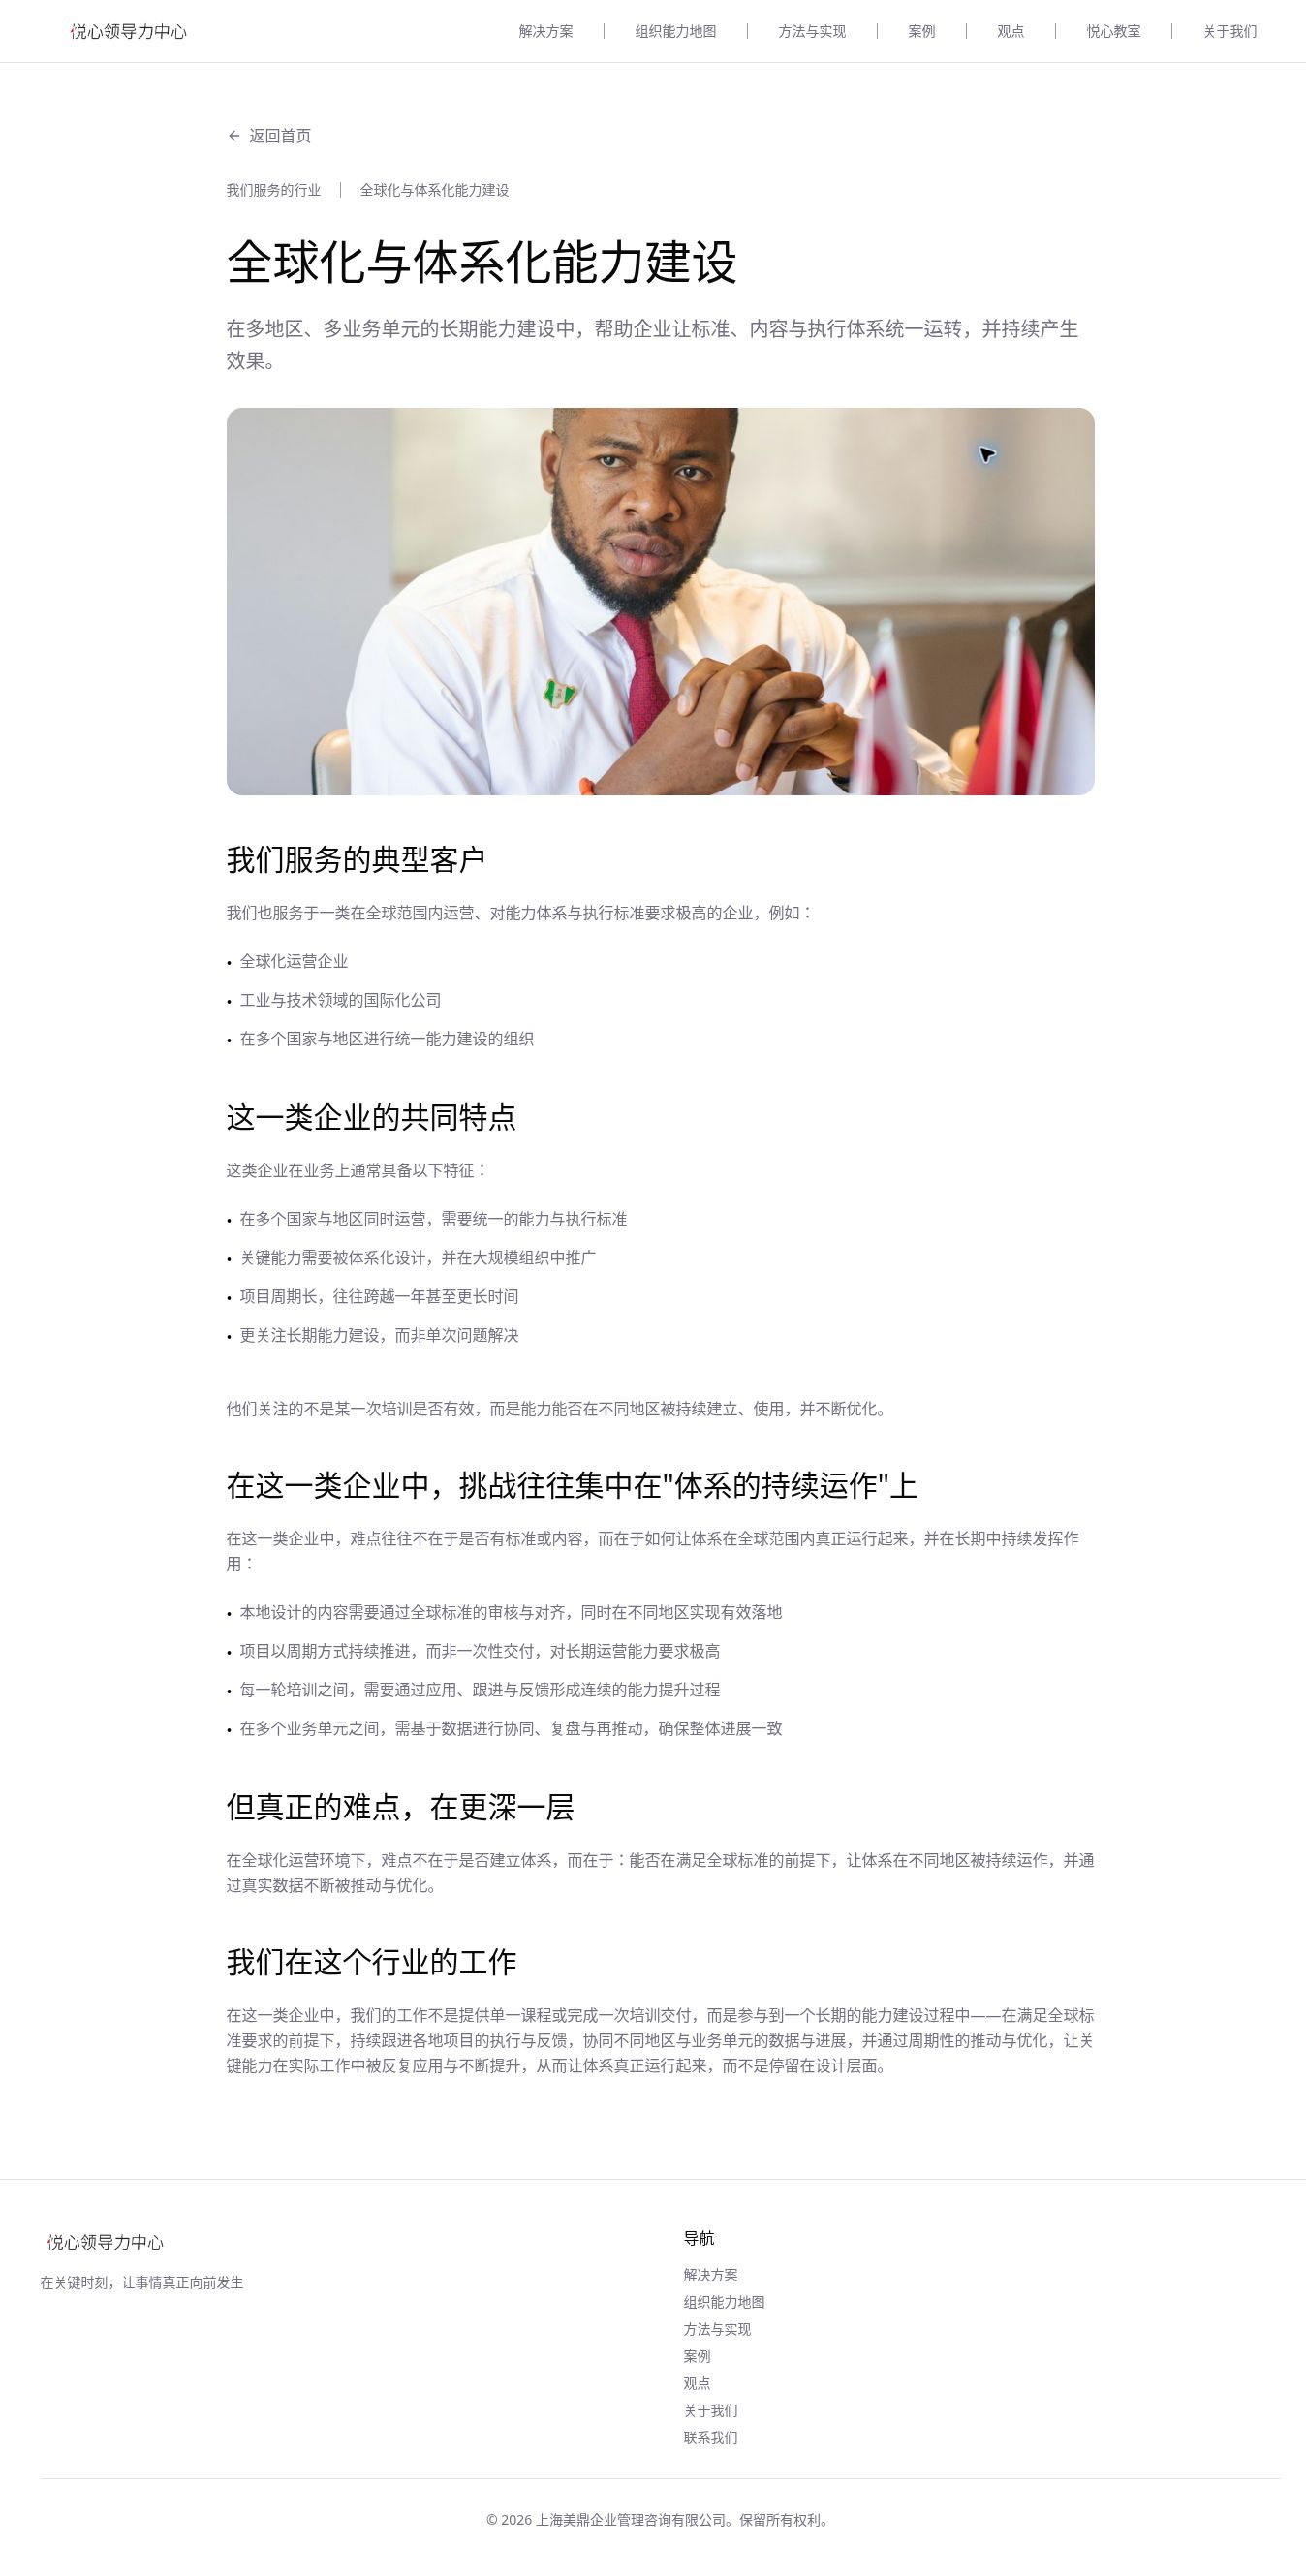 悦心领导力中心
解决方案
组织能力地图
方法与实现
案例
观点
悦心教室
关于我们
返回首页
我们服务的行业
全球化与体系化能力建设
全球化与体系化能力建设
在多地区、多业务单元的长期能力建设中，帮助企业让标准、内容与执行体系统一运转，并持续产生
效果。
我们服务的典型客户
我们也服务于一类在全球范围内运营、对能力体系与执行标准要求极高的企业，例如：
• 全球化运营企业
• 工业与技术领域的国际化公司
• 在多个国家与地区进行统一能力建设的组织
这一类企业的共同特点
这类企业在业务上通常具备以下特征：
• 在多个国家与地区同时运营，需要统一的能力与执行标准
• 关键能力需要被体系化设计，并在大规模组织中推广
• 项目周期长，往往跨越一年甚至更长时间
• 更关注长期能力建设，而非单次问题解决
他们关注的不是某一次培训是否有效，而是能力能否在不同地区被持续建立、使用，并不断优化。
在这一类企业中，挑战往往集中在"体系的持续运作"上
在这一类企业中，难点往往不在于是否有标准或内容，而在于如何让体系在全球范围内真正运行起来，并在长期中持续发挥作
用：
• 本地设计的内容需要通过全球标准的审核与对齐，同时在不同地区实现有效落地
• 项目以周期方式持续推进，而非一次性交付，对长期运营能力要求极高
• 每一轮培训之间，需要通过应用、跟进与反馈形成连续的能力提升过程
• 在多个业务单元之间，需基于数据进行协同、复盘与再推动，确保整体进展一致
但真正的难点，在更深一层
在全球化运营环境下，难点不在于是否建立体系，而在于：能否在满足全球标准的前提下，让体系在不同地区被持续运作，并通
过真实数据不断被推动与优化。
我们在这个行业的工作
在这一类企业中，我们的工作不是提供单一课程或完成一次培训交付，而是参与到一个长期的能力建设过程中——在满足全球标
准要求的前提下，持续跟进各地项目的执行与反馈，协同不同地区与业务单元的数据与进展，并通过周期性的推动与优化，让关
键能力在实际工作中被反复应用与不断提升，从而让体系真正运行起来，而不是停留在设计层面。
悦心领导力中心
在关键时刻，让事情真正向前发生
导航
解决方案
组织能力地图
方法与实现
案例
观点
关于我们
联系我们
© 2026 上海美鼎企业管理咨询有限公司。保留所有权利。